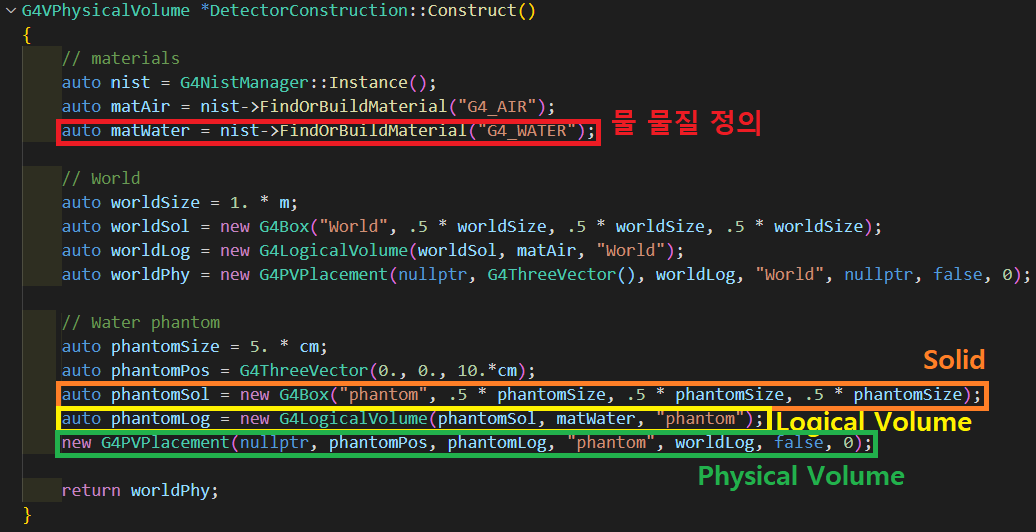 G4VPhysicalVolume *DetectorConstruction::Construct()
{
// materials
auto nist = G4NistManager::Instance();
auto matAir = nist->FindOrBuildMaterial("G4_AIR");
auto matWater = nist->FindOrBuildMaterial("G4_WATER"); 물 물질 정의
// World
auto worldSize = 1. * m;
auto worldSol = new G4Box("World", .5 * worldSize, .5 * worldSize, .5 * worldSize);
auto worldLog = new G4LogicalVolume(worldSol, matAir, "World");
auto worldPhy = new G4PVPlacement(nullptr, G4ThreeVector(), worldLog, "World", nullptr, false, 0);
// Water phantom
auto phantomSize = 5. * cm;
auto phantomPos = G4ThreeVector(0., 0., 10.*cm);
Solid
auto phantomSol = new G4Box("phantom", .5 * phantomSize, .5 * phantomSize, .5 * phantomSize);
auto phantomLog = new G4LogicalVolume(phantomSol, matWater, "phantom"); Logical Volume
new G4PVPlacement(nullptr, phantomPos, phantomLog, "phantom", worldLog, false, 0);
Physical Volume
return worldPhy;
}